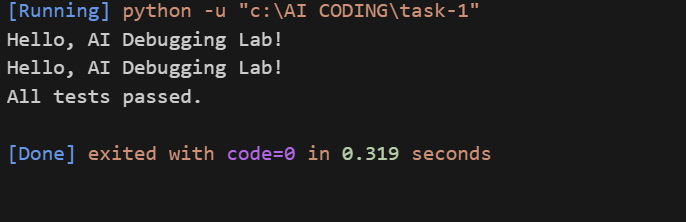 [Running] python -u "c:\AI CODING\task-1"
Hello, AI Debugging Lab!
Hello, AI Debugging Lab!
All tests passed.
[Done] exited with code=0 in 0.319 seconds